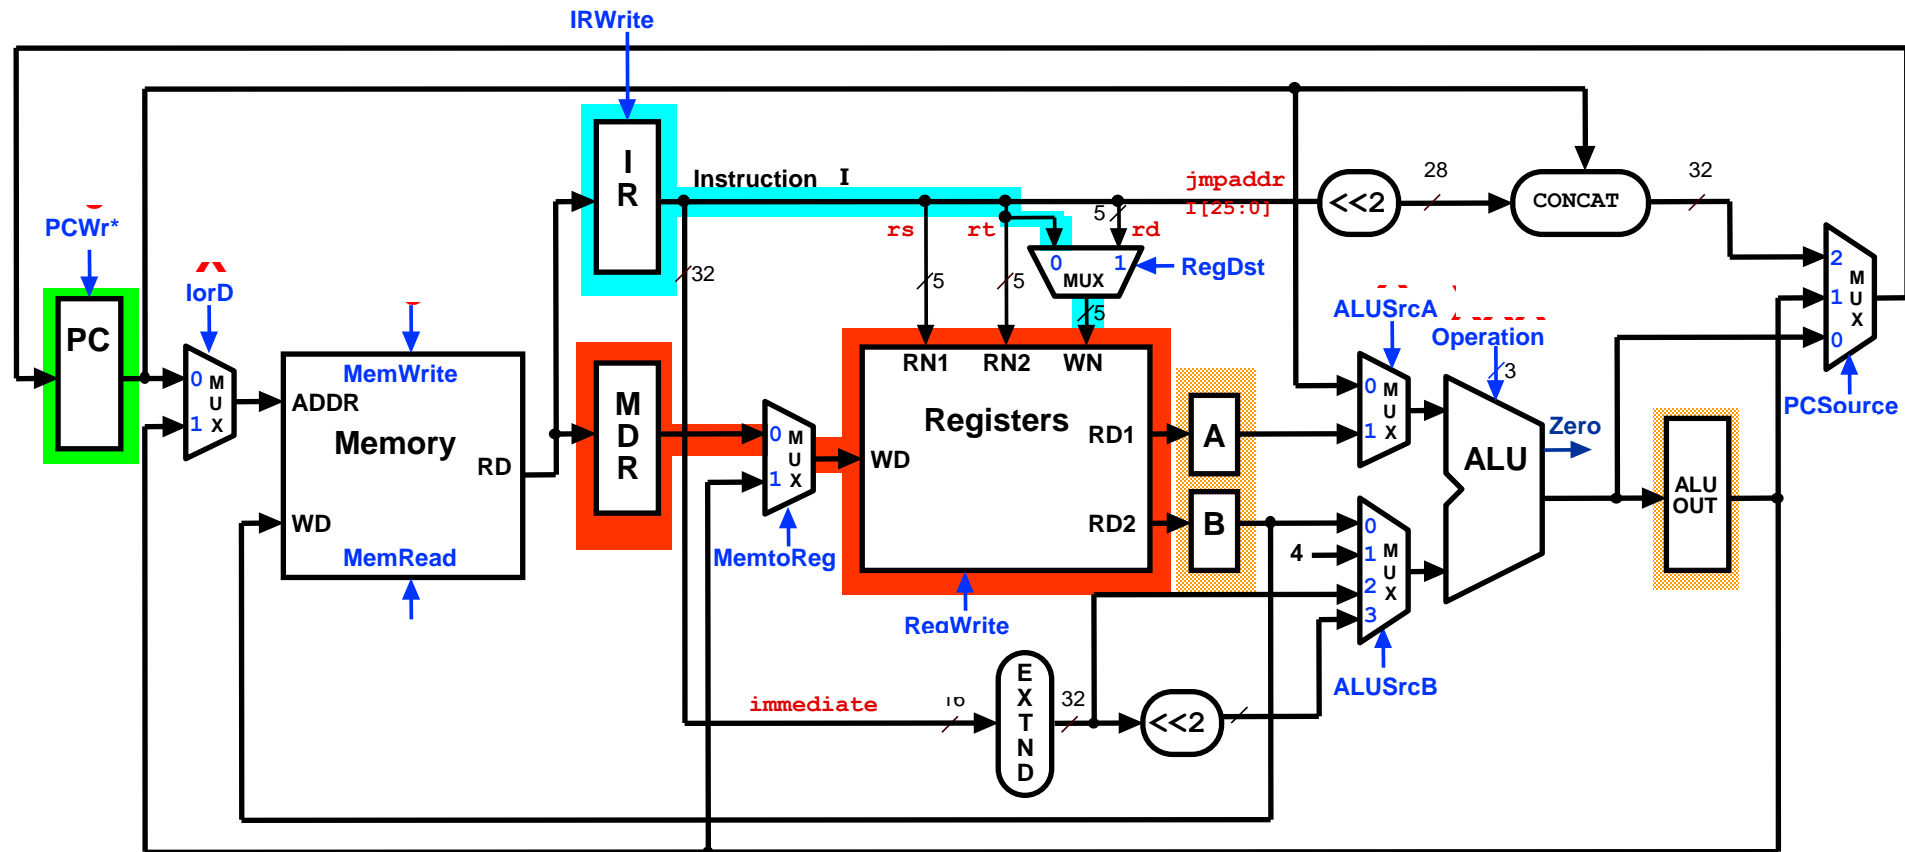 IRWrite
I
R
Instruction I
jmpaddr
I[25:0]
28
32
<<2
CONCAT
5
rs
rt
rd
PCWr*
IorD
32
5
5
0
1
MUX
RegDst
5
2
1
0
M
U
X
PCSource
PC
0
1
M
U
X
MemWrite
ADDR
Memory
RD
WD
MemRead
M
D
R
0
1
M
U
X
MemtoReg
RN1
RN2
WN
Registers
WD
RD1
RD2
RegWrite
A
B
4
ALUSrcA
0
1
M
U
X
Operation
3
ALU
Zero
0
1
2
3
M
U
X
ALUSrcB
ALU
OUT
immediate
16
E
X
T
N
D
32
<<2